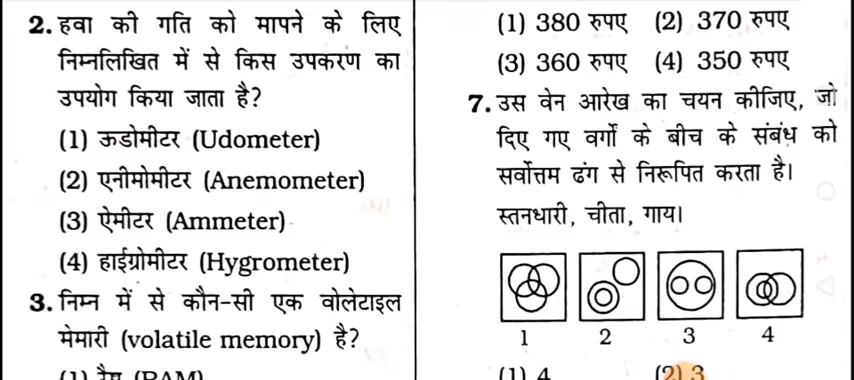 2. हवा की गति को मापने के लिए
निम्नलिखित में से किस उपकरण का
उपयोग किया जाता है?
(1) ऊडोमीटर (Udometer)
(2) एनीमोमीटर (Anemometer)
(3) ऐमीटर (Ammeter)
(4) हाईग्रोमीटर (Hygrometer)
3. निम्न में से कौन-सी एक वोलेटाइल
मेमारी (volatile memory) है?
(1) रैम (RAM)
(1) 380 रुपए (2) 370 रुपए
(3) 360 रुपए (4) 350 रुपए
7. उस वेन आरेख का चयन कीजिए, जो
दिए गए वर्गों के बीच के संबंध को
सर्वोत्तम ढंग से निरूपित करता है।
स्तनधारी, चीता, गाय।
1 2 3 4
(1) 4 (2) 3